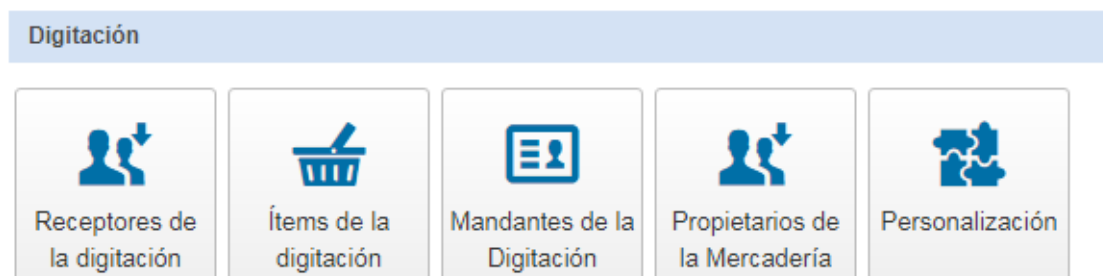 Digitación
Receptores de
la digitación
Ítems de la
digitación
Mandantes de la
Digitación
Propietarios de
la Mercadería
Personalización